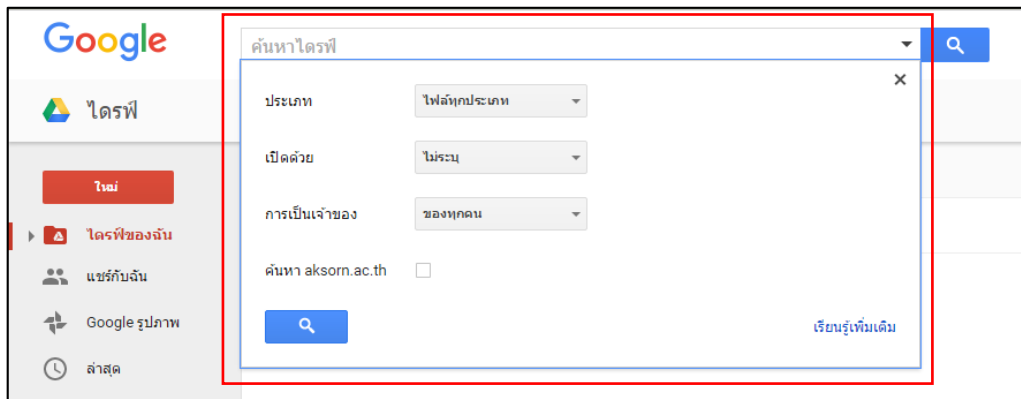 Google
ค้นหาไดรฟ์
ไดรฟ์
ประเภท
ไฟล์ทุกประเภท
เปิดด้วย
ไม่ระบุ
ใหม่
การเป็นเจ้าของ
ของทุกคน
ไดรฟ์ของฉัน
ค้นหา aksorn.ac.th
แชร์กับฉัน
Google รูปภาพ
เรียนรู้เพิ่มเติม
ล่าสุด